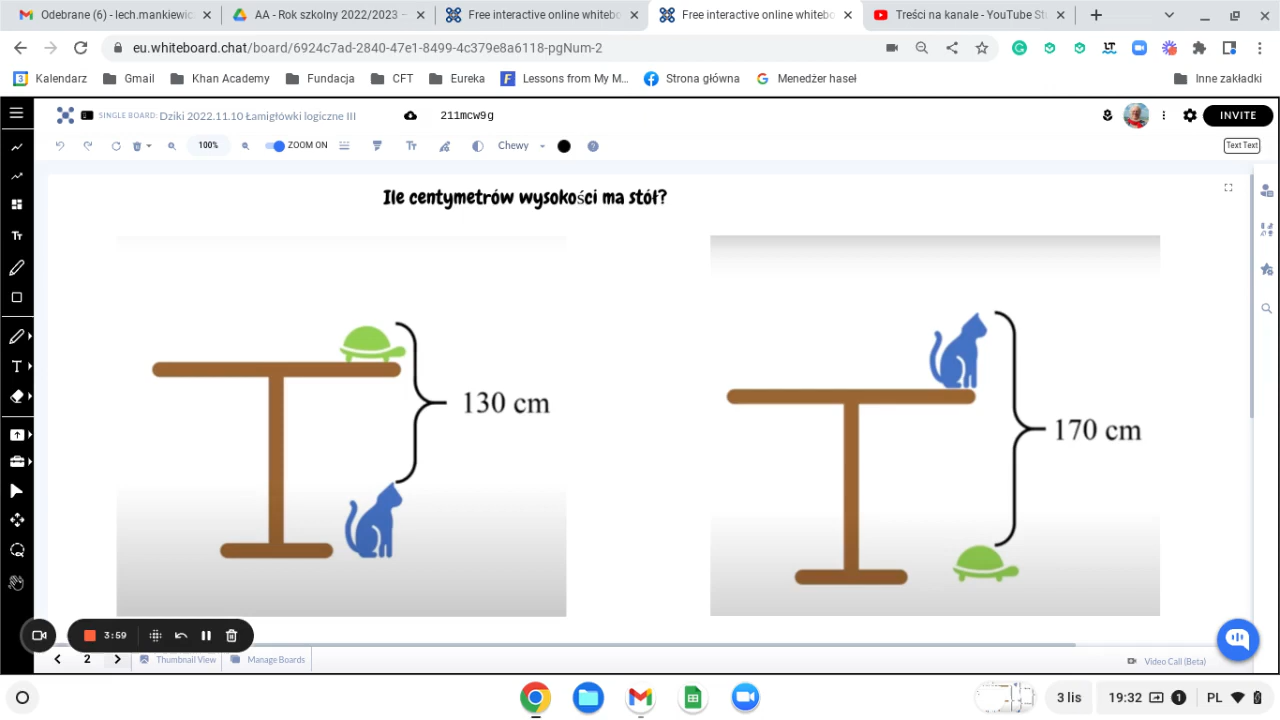 Odebrane (6) - lech.mankiewic
AA - Rok szkolny 2022/2023 –
Free interactive online whitebo
Free interactive online whitebo
Treści na kanale - YouTube St
eu.whiteboard.chat/board/6924c7ad-2840-47e1-8499-4c379e8a6118-pgNum-2
Kalendarz
Gmail
Khan Academy
Fundacja
CFT
Eureka
Lessons from My M...
Strona główna
Menedżer haseł
Inne zakładki
SINGLE BOARD: Dziki 2022.11.10 Łamigłówki logiczne III
211mcw9g
INVITE
100%
ZOOM ON
Chewy
Text Text
Ile centymetrów wysokości ma stół?
130 cm
170 cm
3:59
2
Thumbnail View
Manage Boards
Video Call (Beta)
3 lis
19:32
1
PL